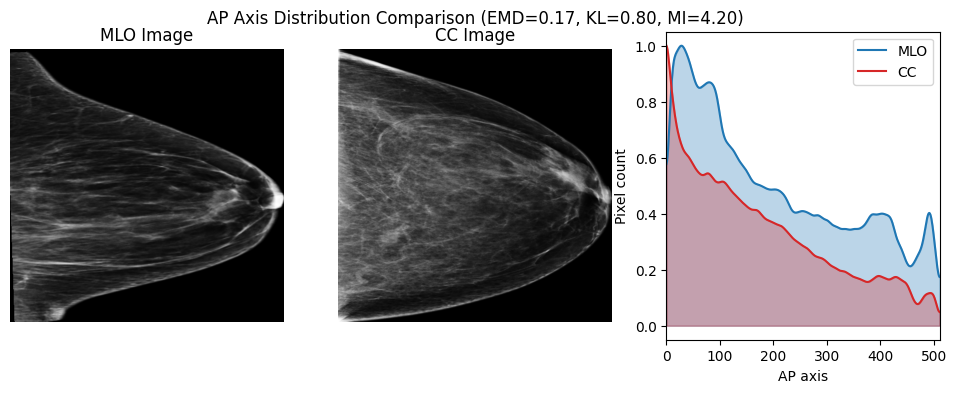 AP Axis Distribution Comparison (EMD=0.17, KL=0.80, MI=4.20)
MLO Image
CC Image
MLO
CC
Pixel count
1.0
0.8
0.6
0.4
0.2
0.0
0 100 200 300 400 500
AP axis